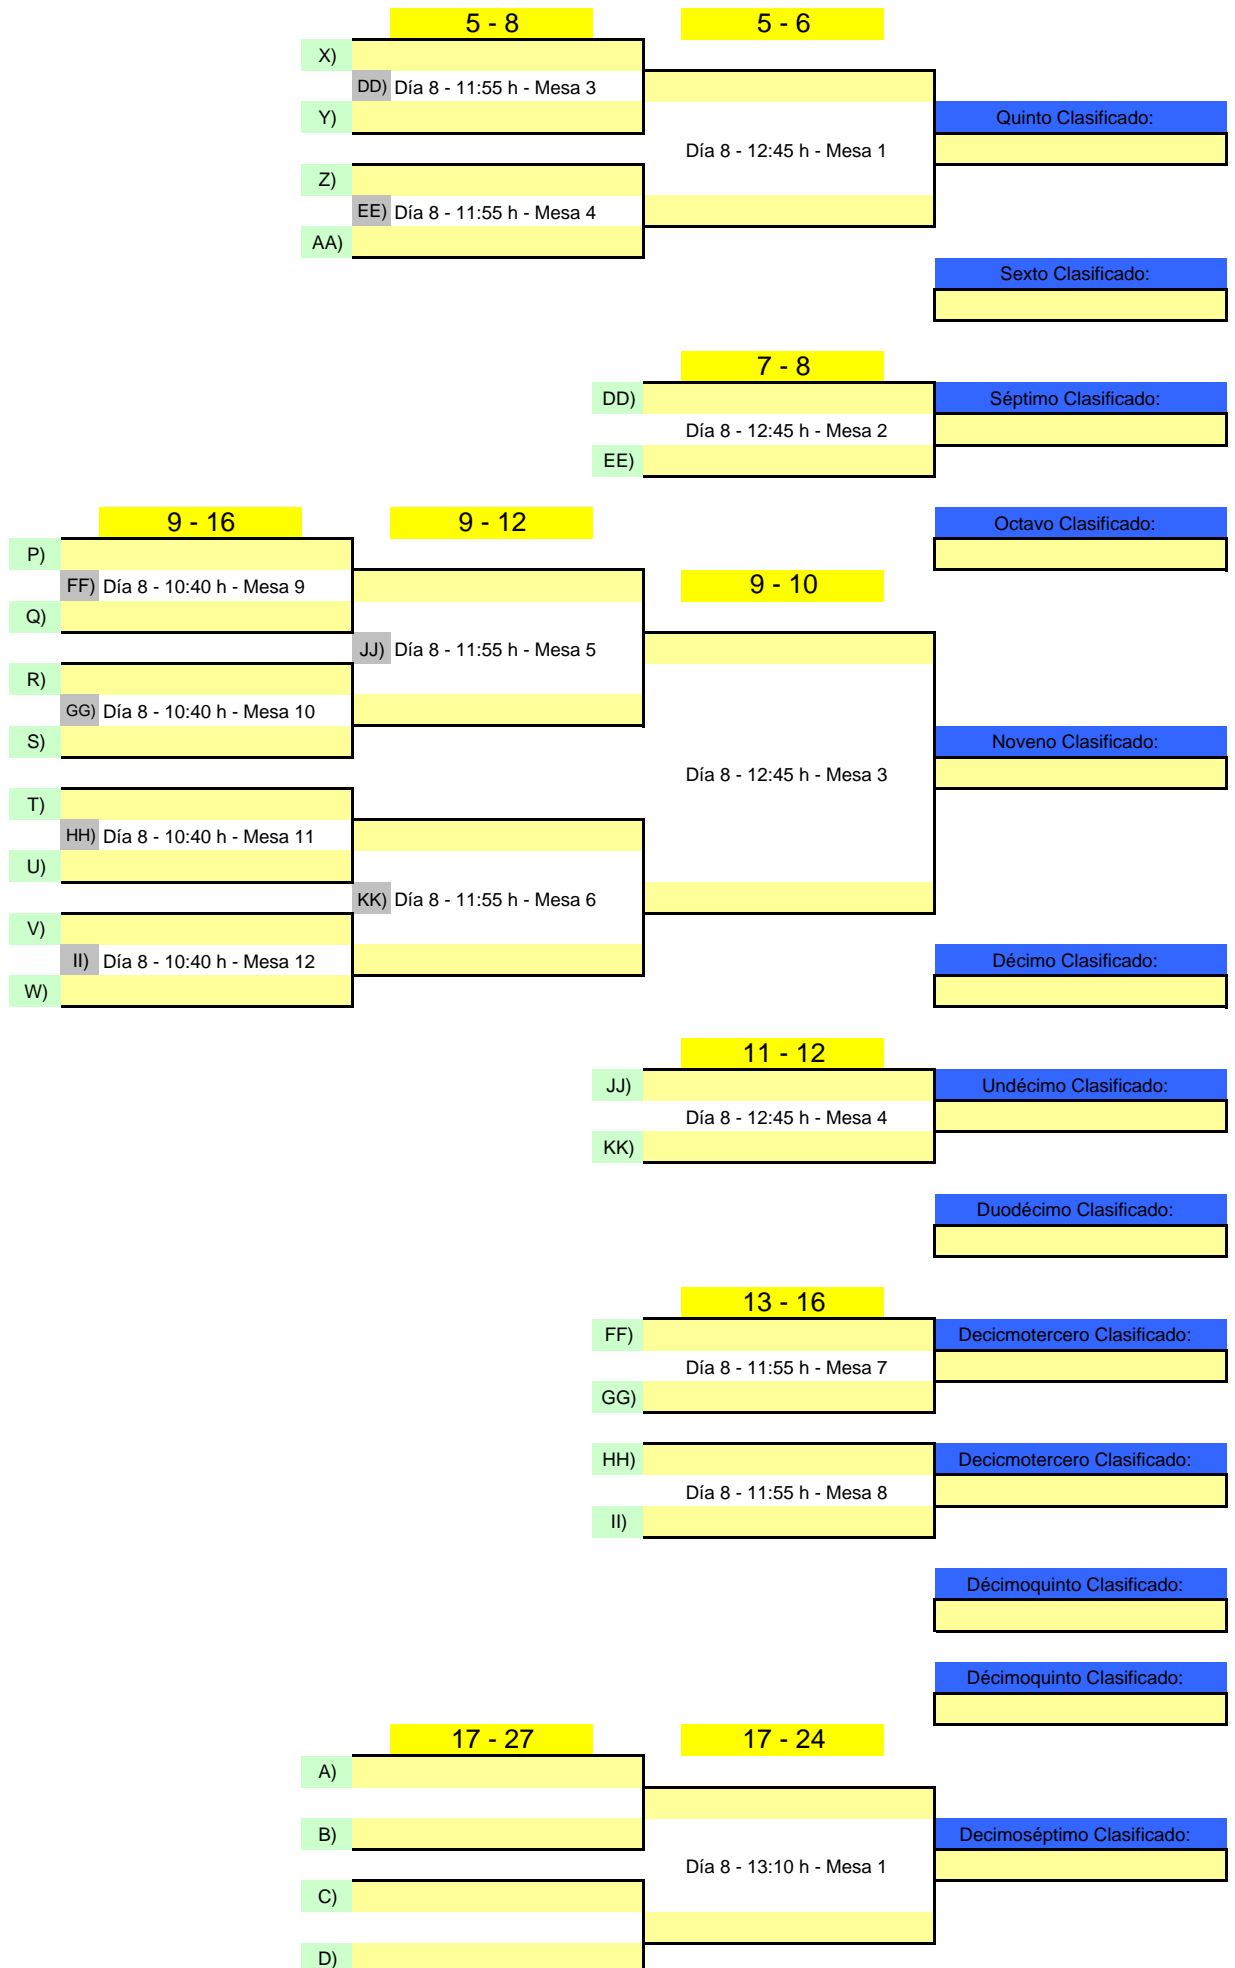 5 - 8 5 - 6
X)
DD) Día 8 - 11:55 h - Mesa 3
Y) Quinto Clasificado:
Día 8 - 12:45 h - Mesa 1
Z)
EE) Día 8 - 11:55 h - Mesa 4
AA)
Sexto Clasificado:
7 - 8
DD) Séptimo Clasificado:
Día 8 - 12:45 h - Mesa 2
EE)
9 - 16 9 - 12 Octavo Clasificado:
P)
FF) Día 8 - 10:40 h - Mesa 9 9 - 10
Q)
JJ) Día 8 - 11:55 h - Mesa 5
R)
GG) Día 8 - 10:40 h - Mesa 10
S) Noveno Clasificado:
Día 8 - 12:45 h - Mesa 3
T)
HH) Día 8 - 10:40 h - Mesa 11
U)
KK) Día 8 - 11:55 h - Mesa 6
V)
II) Día 8 - 10:40 h - Mesa 12 Décimo Clasificado:
W)
11 - 12
JJ) Undécimo Clasificado:
Día 8 - 12:45 h - Mesa 4
KK)
Duodécimo Clasificado:
13 - 16
FF) Decicmotercero Clasificado:
Día 8 - 11:55 h - Mesa 7
GG)
HH) Decicmotercero Clasificado:
Día 8 - 11:55 h - Mesa 8
II)
Décimoquinto Clasificado:
Décimoquinto Clasificado:
17 - 27 17 - 24
A)
B) Decimoséptimo Clasificado:
Día 8 - 13:10 h - Mesa 1
C)
D)